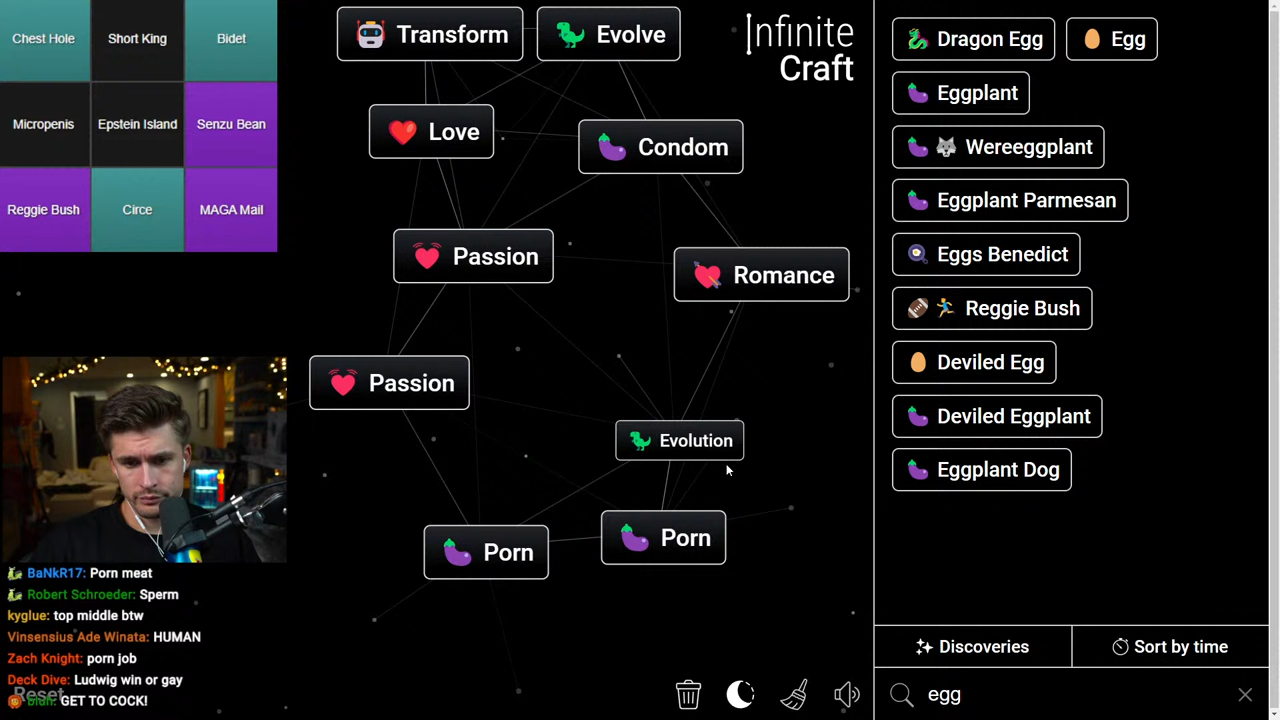 Chest Hole
Short King
Bidet
Micropenis
Epstein Island
Senzu Bean
Reggie Bush
Circe
MAGA Mail
Transform
Evolve
Infinite
Craft
Love
Condom
Passion
Romance
Passion
Evolution
Porn
Porn
Dragon Egg
Egg
Eggplant
Wereeggplant
Eggplant Parmesan
Eggs Benedict
Reggie Bush
Deviled Egg
Deviled Eggplant
Eggplant Dog
Discoveries
Sort by time
egg
BaNkR17: Porn meat
Robert Schroeder: Sperm
kyglue: top middle btw
Vinsensius Ade Winata: HUMAN
Zach Knight: porn job
Deck Dive: Ludwig win or gay
GET TO COCK!
Reset